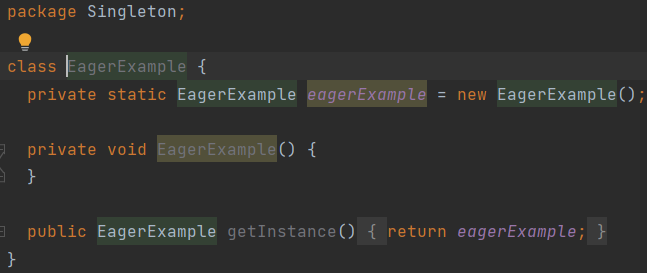 package Singleton;
class EagerExample {
private static EagerExample eagerExample = new EagerExample();
private void EagerExample() {
}
public EagerExample getInstance() { return eagerExample; }
}